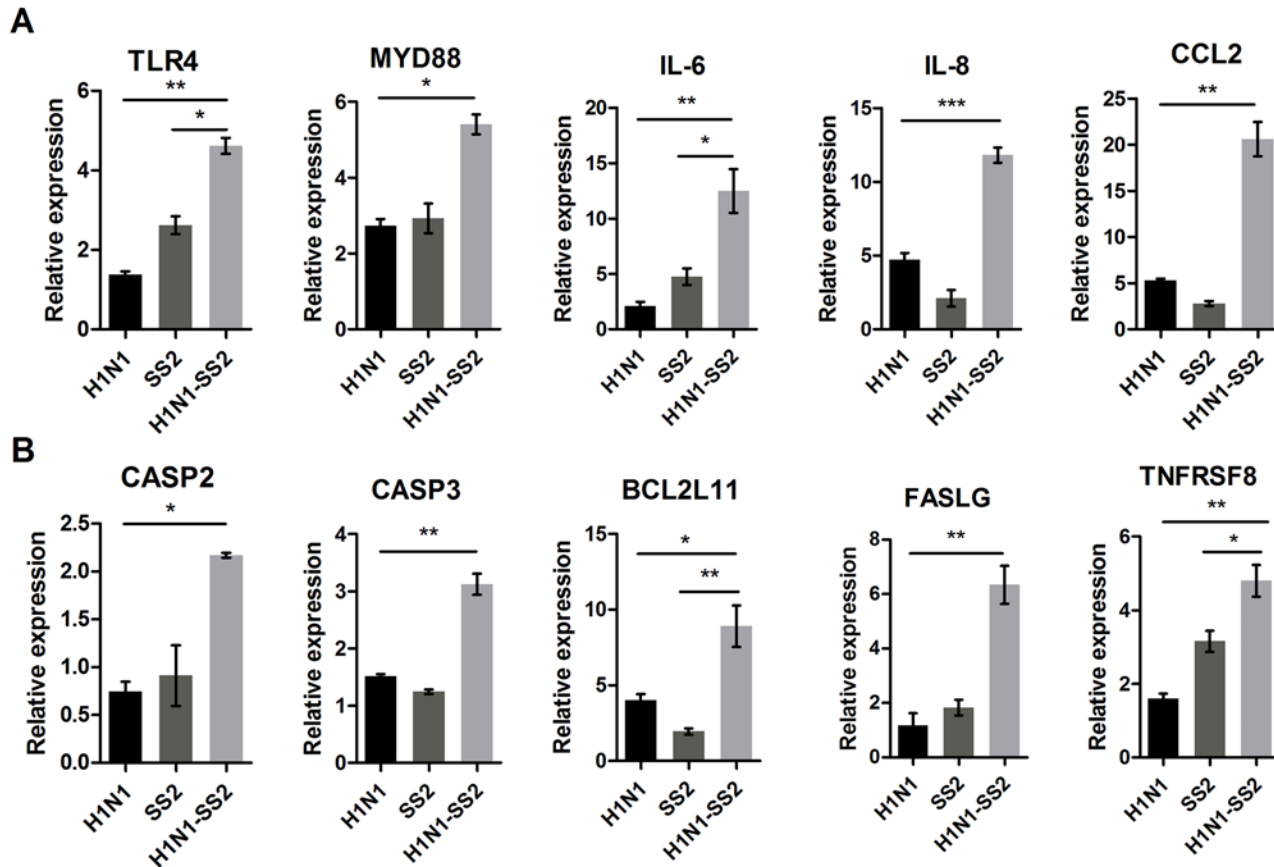 A
TLR4
Relative expression
6
4
2
0
**
*
H1N1
SS2
H1N1-SS2
MYD88
Relative expression
6
4
2
0
*
H1N1
SS2
H1N1-SS2
IL-6
Relative expression
20
15
10
5
0
**
*
H1N1
SS2
H1N1-SS2
IL-8
Relative expression
15
10
5
0
***
H1N1
SS2
H1N1-SS2
CCL2
Relative expression
25
20
15
10
5
0
**
H1N1
SS2
H1N1-SS2
B
CASP2
Relative expression
2.5
2.0
1.5
1.0
0.5
0.0
*
H1N1
SS2
H1N1-SS2
CASP3
Relative expression
4
3
2
1
0
**
H1N1
SS2
H1N1-SS2
BCL2L11
Relative expression
15
10
5
0
*
**
H1N1
SS2
H1N1-SS2
FASLG
Relative expression
8
6
4
2
0
**
H1N1
SS2
H1N1-SS2
TNFRSF8
Relative expression
6
4
2
0
**
*
H1N1
SS2
H1N1-SS2